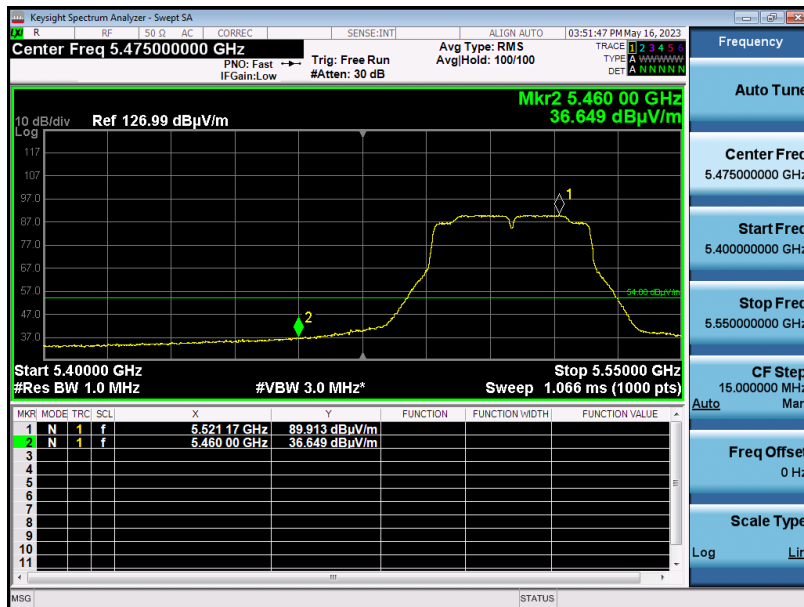 Keysight Spectrum Analyzer - Swept SA
LXI R RF 50 Ω AC CORREC SENSE:INT ALIGN AUTO 03:51:47 PM May 16, 2023
Center Freq 5.475000000 GHz
PNO: Fast
IFGain:Low
Trig: Free Run
#Atten: 30 dB
Avg Type: RMS
Avg|Hold: 100/100
TRACE 1 2 3 4 5 6
TYPE A W W W W W
DET A N N N N N
Mkr2 5.460 00 GHz
36.649 dBµV/m
10 dB/div Ref 126.99 dBµV/m
Log
117
107
97.0
87.0
77.0
67.0
57.0
47.0
37.0
1
2
54.00 dBµV/m
Start 5.40000 GHz Stop 5.55000 GHz
#Res BW 1.0 MHz #VBW 3.0 MHz* Sweep 1.066 ms (1000 pts)
MKR MODE TRC SCL X Y FUNCTION FUNCTION WIDTH FUNCTION VALUE
1 N 1 f 5.521 17 GHz 89.913 dBµV/m
2 N 1 f 5.460 00 GHz 36.649 dBµV/m
3
4
5
6
7
8
9
10
11
MSG STATUS
Frequency
Auto Tune
Center Freq
5.475000000 GHz
Start Freq
5.400000000 GHz
Stop Freq
5.550000000 GHz
CF Step
15.000000 MHz
Auto Man
Freq Offset
0 Hz
Scale Type
Log Lin